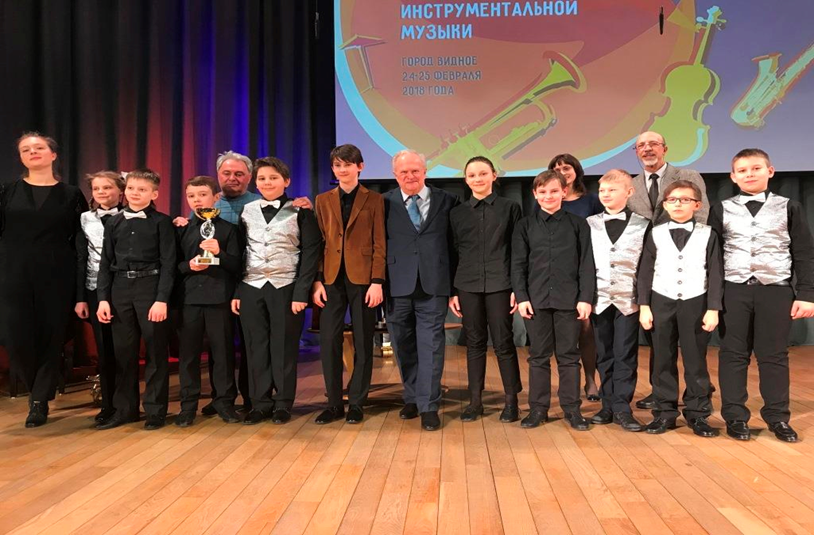 ИНСТРУМЕНТАЛЬНОЙ
МУЗЫКИ
ГОРОД ВИДНОЕ
24-25 ФЕВРАЛЯ
2018 ГОДА